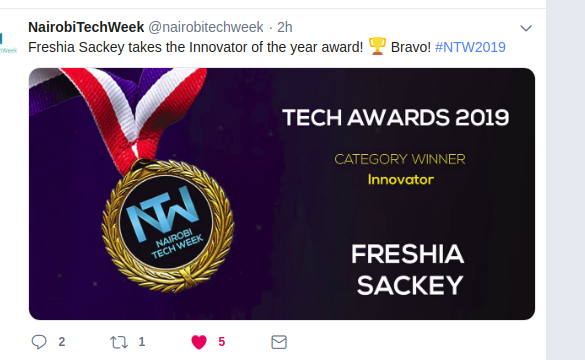 NairobiTechWeek @nairobitechweek · 2h
Freshia Sackey takes the Innovator of the year award! 🏆 Bravo! #NTW2019
TECH AWARDS 2019
CATEGORY WINNER
Innovator
NTW
NAIROBI
TECH WEEK
FRESHIA
SACKEY
2 1 5